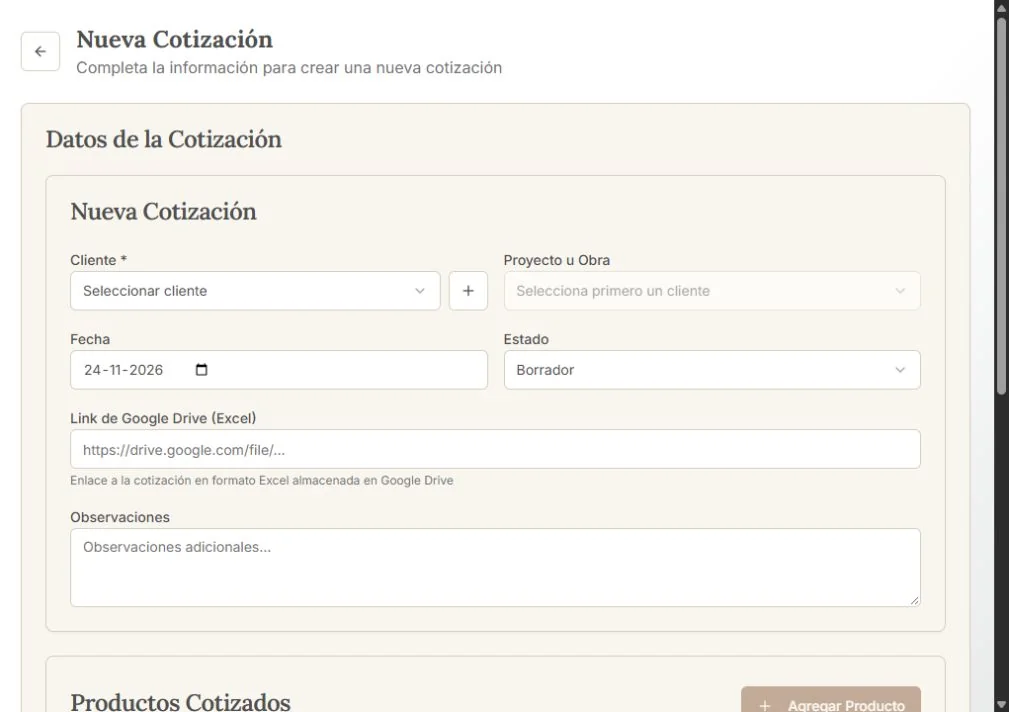 Nueva Cotización
Completa la información para crear una nueva cotización
Datos de la Cotización
Nueva Cotización
Cliente *
Proyecto u Obra
Seleccionar cliente
+
Selecciona primero un cliente
Fecha
Estado
24-11-2026
Borrador
Link de Google Drive (Excel)
https://drive.google.com/file/...
Enlace a la cotización en formato Excel almacenada en Google Drive
Observaciones
Observaciones adicionales...
Productos Cotizados
+ Agregar Producto